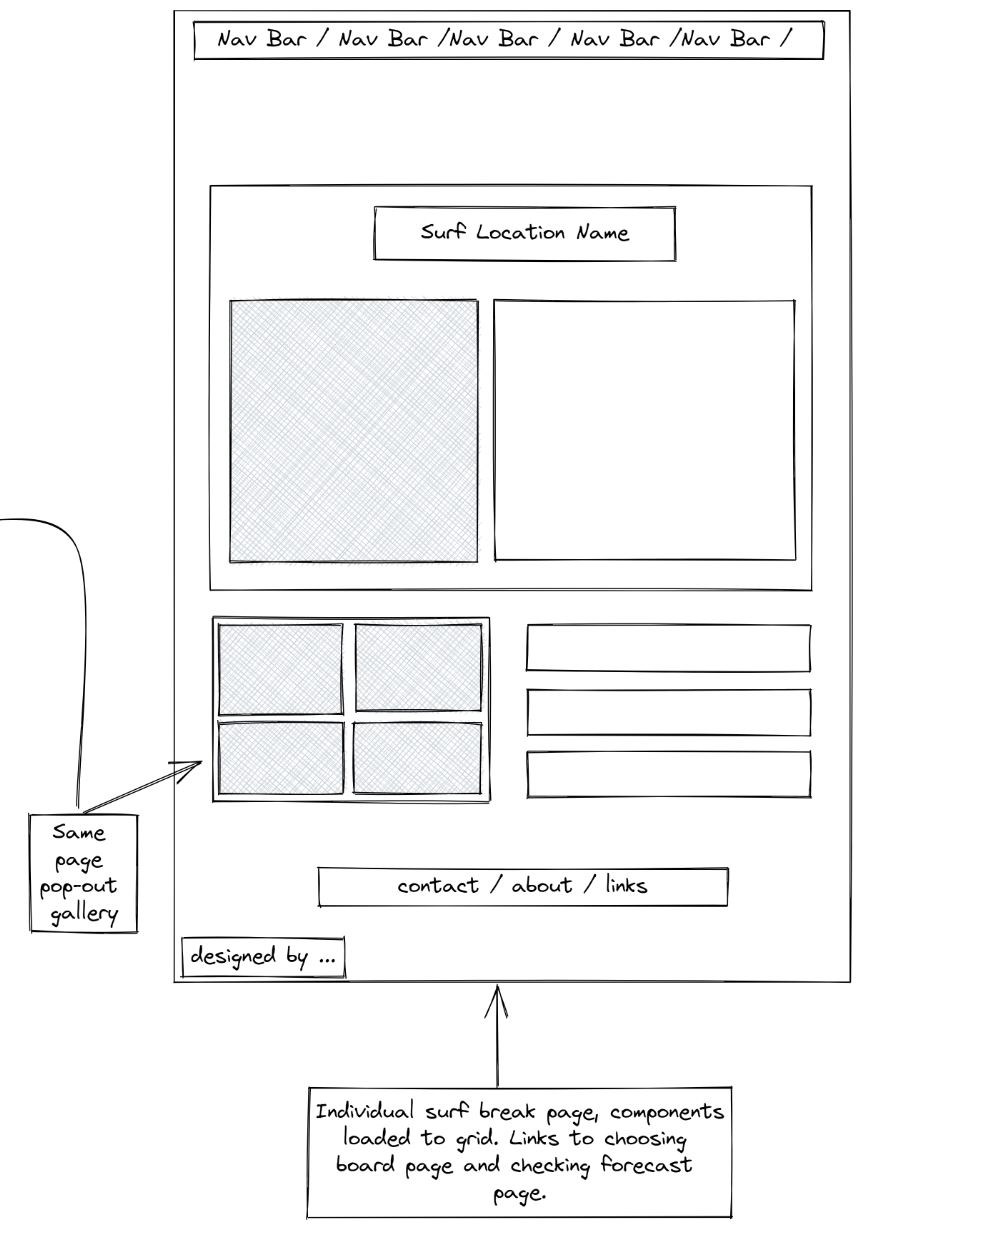 Nav Bar / Nav Bar /Nav Bar / Nav Bar /Nav Bar /
Surf Location Name
Same
page
pop-out
gallery
contact / about / links
designed by ...
Individual surf break page, components
loaded to grid. Links to choosing
board page and checking forecast
page.